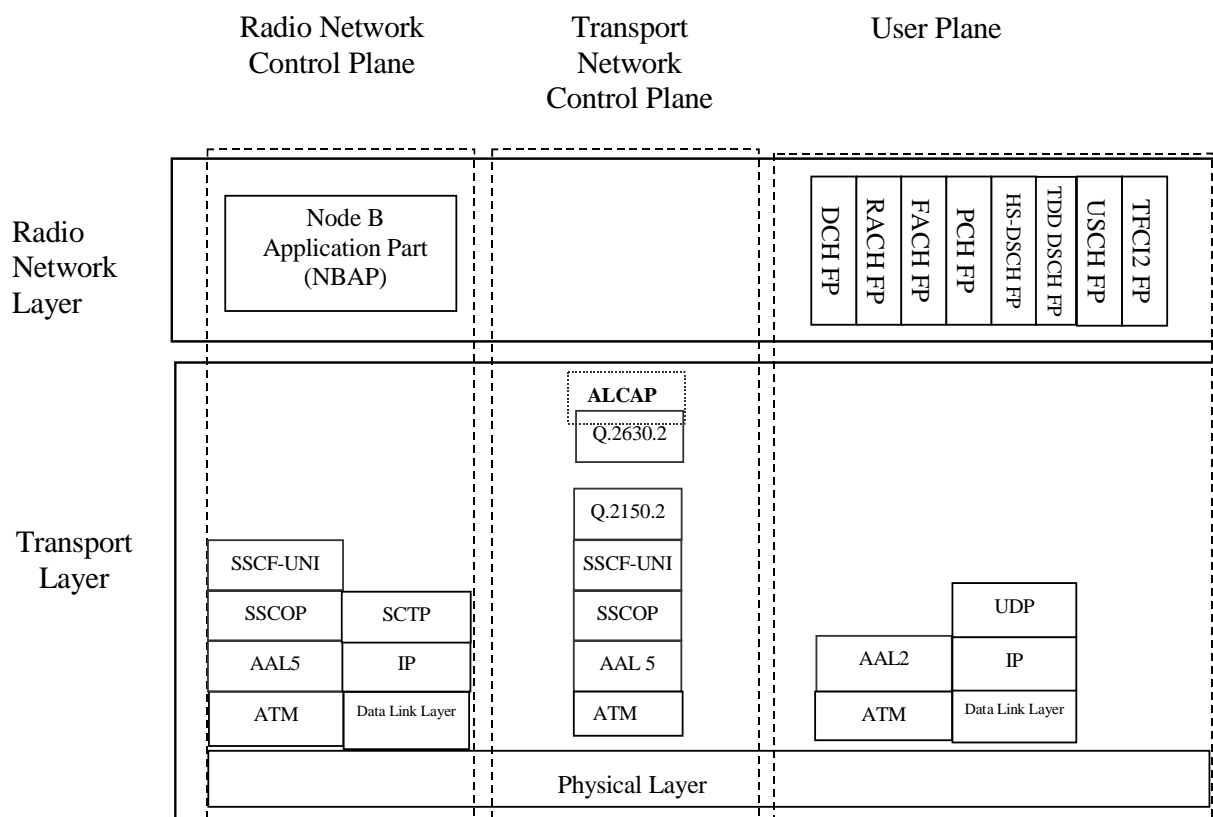 Radio Network
Control Plane
Transport
Network
Control Plane
User Plane
Radio
Network
Layer
Node B
Application Part
(NBAP)
DCH FP
RACH FP
FACH FP
PCH FP
HS-DSCH FP
TDD DSCH FP
USCH FP
TFCI2 FP
Transport
Layer
SSCF-UNI
SSCOP
AAL5
ATM
SCTP
IP
Data Link Layer
ALCAP
Q.2630.2
Q.2150.2
SSCF-UNI
SSCOP
AAL 5
ATM
AAL2
ATM
UDP
IP
Data Link Layer
Physical Layer